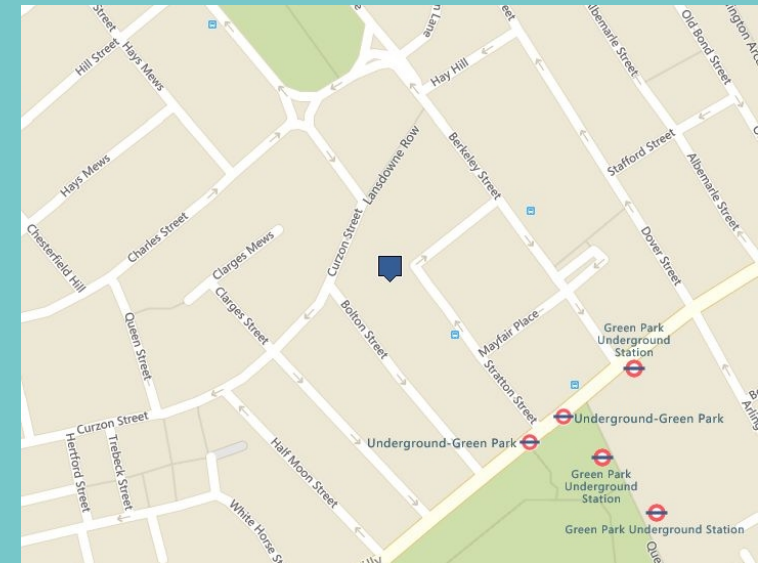 Street
Hill Street
Hays Mews
Hays Mews
Chesterfield Hill
Charles Street
Queen Street
Clarges Mews
Clarges Street
Curzon Street
Lansdowne Row
Bolton Street
Curzon Street
Hertford Street
Trebeck Street
Half Moon Street
White Horse St
Lane
Hay Hill
Berkeley Street
Stratton Street
Mayfair Place
Dover Street
Stafford Street
Albemarle Street
Albemarle Street
Old Bond Street
Green Park
Underground
Station
Underground-Green Park
Underground-Green Park
Green Park
Underground
Station
Green Park Underground Station